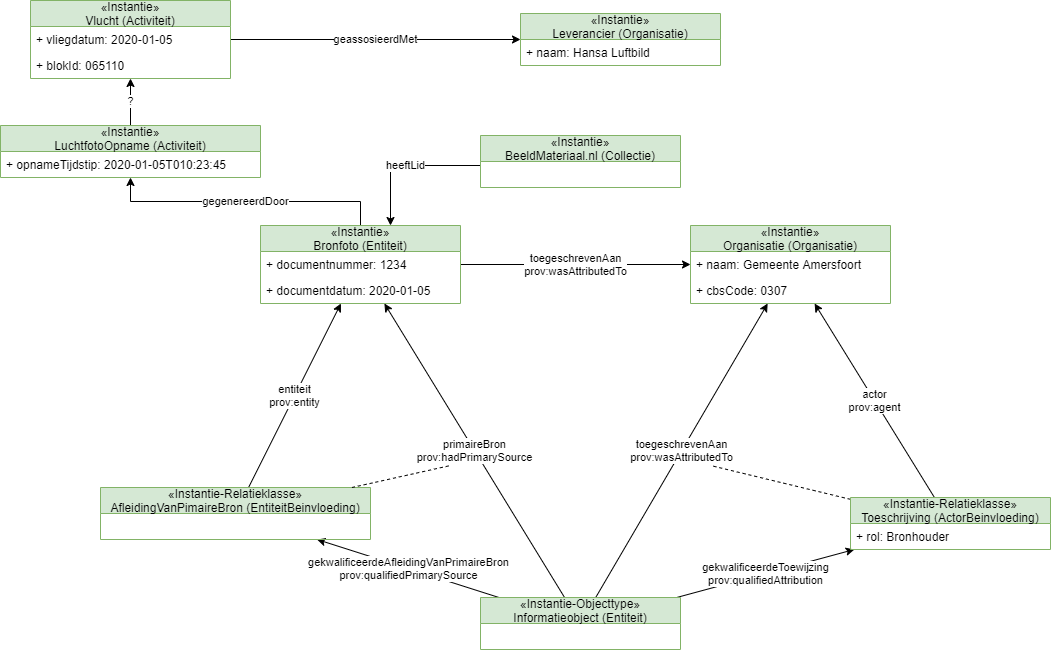 «Instantie»
Vlucht (Activiteit)
+ vliegdatum: 2020-01-05
+ blokId: 065110
geassosieerdMet
«Instantie»
Leverancier (Organisatie)
+ naam: Hansa Luftbild
?
«Instantie»
LuchtfotoOpname (Activiteit)
+ opnameTijdstip: 2020-01-05T010:23:45
«Instantie»
BeeldMateriaal.nl (Collectie)
heeftLid
gegenereerdDoor
«Instantie»
Bronfoto (Entiteit)
+ documentnummer: 1234
+ documentdatum: 2020-01-05
toegeschrevenAan
prov:wasAttributedTo
«Instantie»
Organisatie (Organisatie)
+ naam: Gemeente Amersfoort
+ cbsCode: 0307
entiteit
prov:entity
actor
prov:agent
primaireBron
prov:hadPrimarySource
toegeschrevenAan
prov:wasAttributedTo
«Instantie-Relatieklasse»
AfleidingVanPimaireBron (EntiteitBeinvloeding)
«Instantie-Relatieklasse»
Toeschrijving (ActorBeinvloeding)
+ rol: Bronhouder
gekwalificeerdeAfleidingVanPrimaireBron
prov:qualifiedPrimarySource
gekwalificeerdeToewijzing
prov:qualifiedAttribution
«Instantie-Objecttype»
Informatieobject (Entiteit)